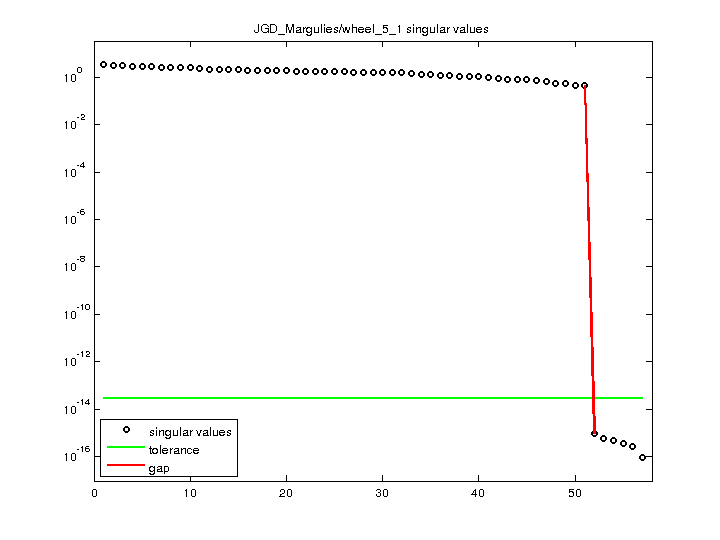 JGD_Margulies/wheel_5_1 singular values
10^0
10^-2
10^-4
10^-6
10^-8
10^-10
10^-12
10^-14
10^-16
singular values
tolerance
gap
0 10 20 30 40 50